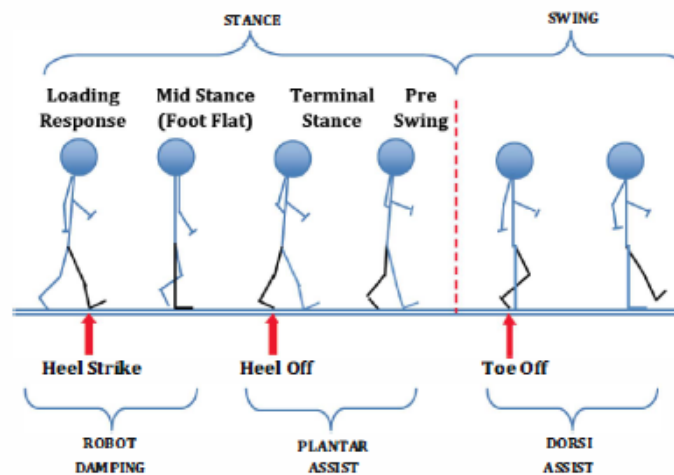 STANCE
SWING
Loading
Response
Mid Stance
(Foot Flat)
Terminal
Stance
Pre
Swing
Heel Strike
Heel Off
Toe Off
ROBOT
DAMPING
PLANTAR
ASSIST
DORSI
ASSIST